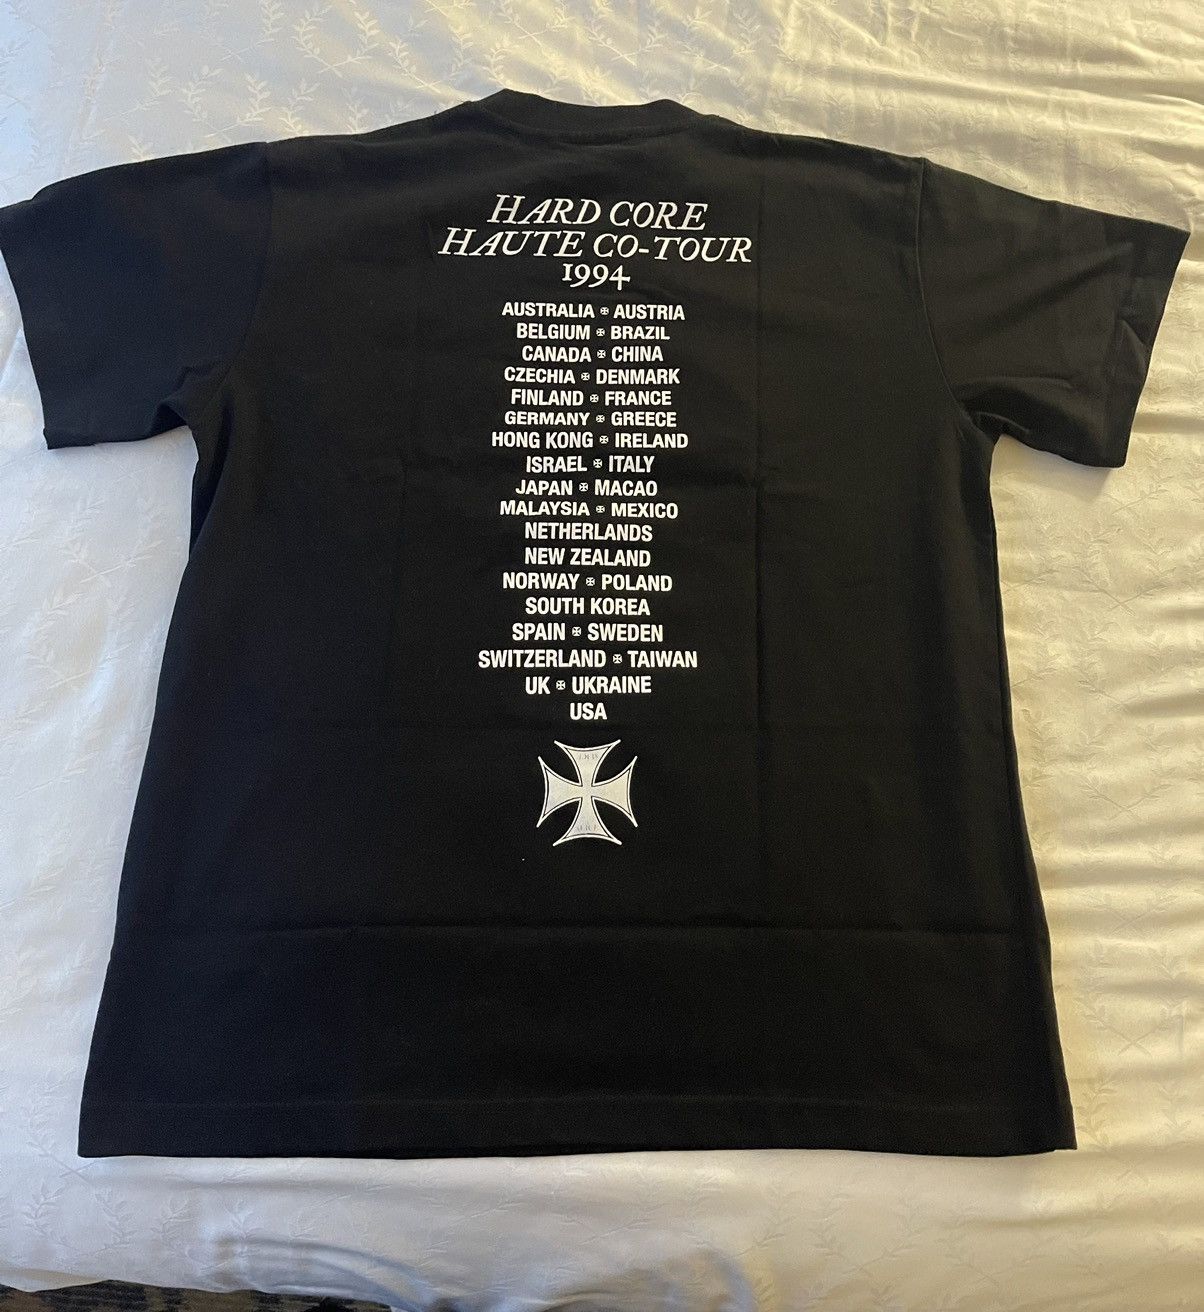 HARD CORE
HAUTE CO-TOUR
1994
AUSTRALIA ✠ AUSTRIA
BELGIUM ✠ BRAZIL
CANADA ✠ CHINA
CZECHIA ✠ DENMARK
FINLAND ✠ FRANCE
GERMANY ✠ GREECE
HONG KONG ✠ IRELAND
ISRAEL ✠ ITALY
JAPAN ✠ MACAO
MALAYSIA ✠ MEXICO
NETHERLANDS
NEW ZEALAND
NORWAY ✠ POLAND
SOUTH KOREA
SPAIN ✠ SWEDEN
SWITZERLAND ✠ TAIWAN
UK ✠ UKRAINE
USA